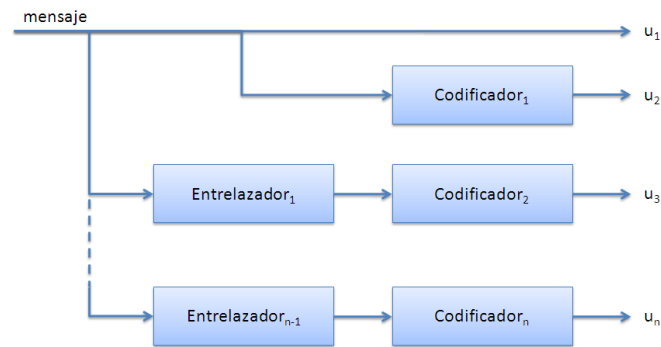 mensaje
u1
Codificador1
u2
Entrelazador1
Codificador2
u3
Entrelazadorn-1
Codificadorn
un